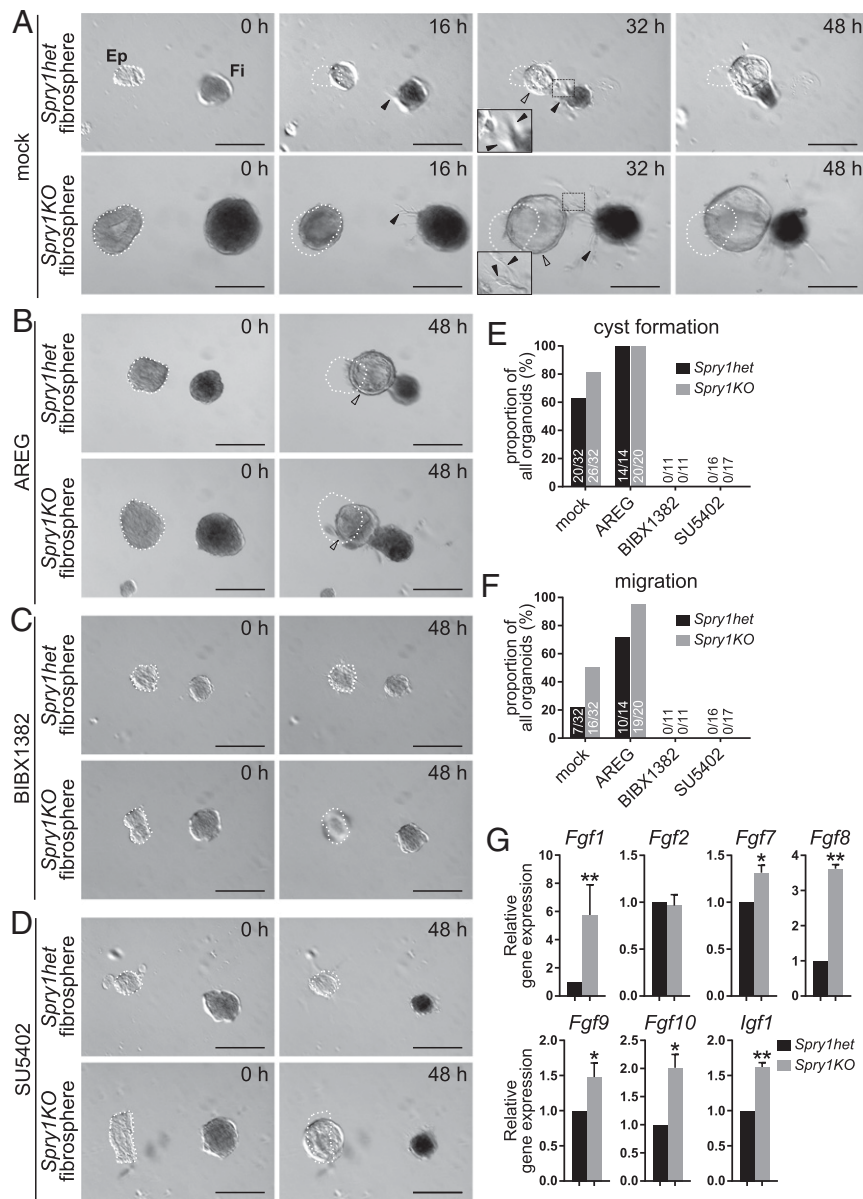 A
mock
Spry1het
fibrosphere
0 h
16 h
32 h
48 h
Ep
Fi
Spry1KO
fibrosphere
0 h
16 h
32 h
48 h
B
AREG
Spry1het
fibrosphere
0 h
48 h
Spry1KO
fibrosphere
0 h
48 h
C
BIBX1382
Spry1het
fibrosphere
0 h
48 h
Spry1KO
fibrosphere
0 h
48 h
D
SU5402
Spry1het
fibrosphere
0 h
48 h
Spry1KO
fibrosphere
0 h
48 h
E
cyst formation
proportion of
all organoids (%)
100
80
60
40
20
0
20/32
26/32
14/14
20/20
0/11
0/11
0/16
0/17
mock
AREG
BIBX1382
SU5402
Spry1het
Spry1KO
F
migration
proportion of
all organoids (%)
100
80
60
40
20
0
7/32
16/32
10/14
19/20
0/11
0/11
0/16
0/17
mock
AREG
BIBX1382
SU5402
Spry1het
Spry1KO
G
Relative
gene expression
Fgf1
10
8
6
4
2
0
**
Fgf2
1.5
1.0
0.5
0.0
Fgf7
1.5
1.0
0.5
0.0
*
Fgf8
4
3
2
1
0
**
Relative
gene expression
Fgf9
2.0
1.5
1.0
0.5
0.0
*
Fgf10
2.5
2.0
1.5
1.0
0.5
0.0
*
Igf1
2.0
1.5
1.0
0.5
0.0
**
Spry1het
Spry1KO